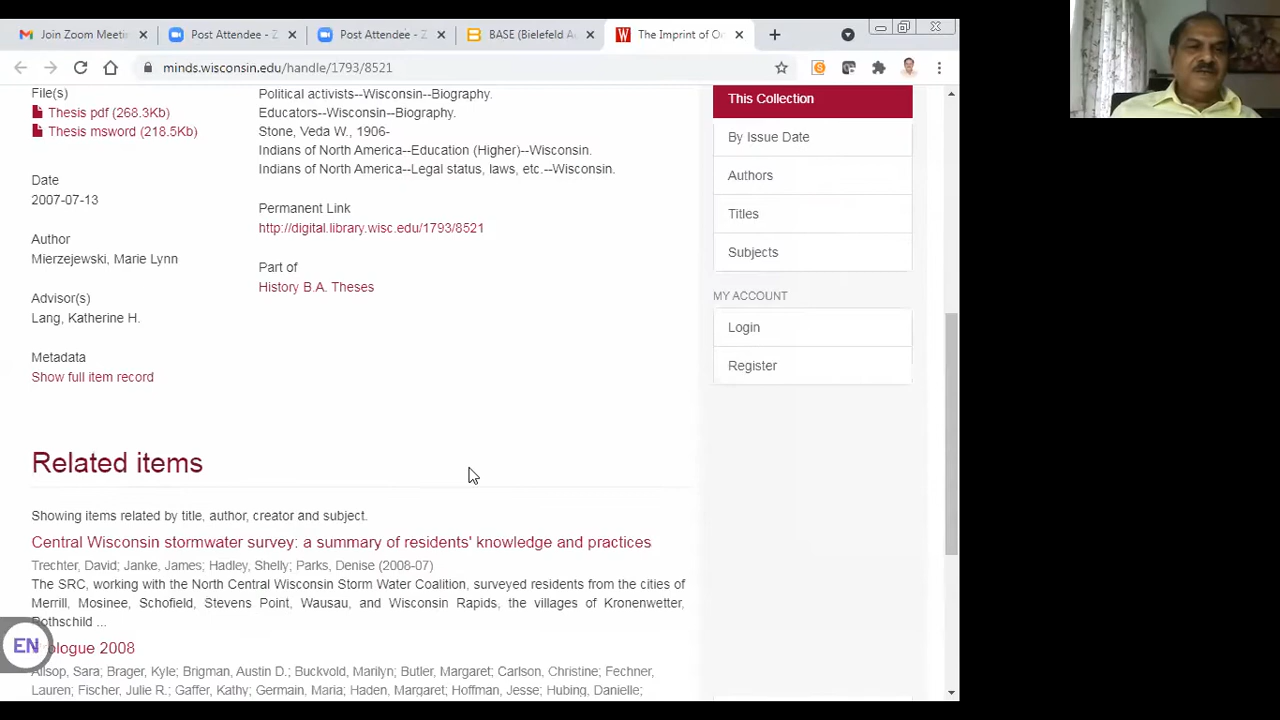 Join Zoom Meetin
Post Attendee - Z
Post Attendee - Z
BASE (Bielefeld Ac
The Imprint of On
minds.wisconsin.edu/handle/1793/8521
File(s)
Thesis pdf (268.3Kb)
Thesis msword (218.5Kb)
Date
2007-07-13
Author
Mierzejewski, Marie Lynn
Advisor(s)
Lang, Katherine H.
Metadata
Show full item record
Political activists--Wisconsin--Biography.
Educators--Wisconsin--Biography.
Stone, Veda W., 1906-
Indians of North America--Education (Higher)--Wisconsin.
Indians of North America--Legal status, laws, etc.--Wisconsin.
Permanent Link
http://digital.library.wisc.edu/1793/8521
Part of
History B.A. Theses
This Collection
By Issue Date
Authors
Titles
Subjects
MY ACCOUNT
Login
Register
Related items
Showing items related by title, author, creator and subject.
Central Wisconsin stormwater survey: a summary of residents' knowledge and practices
Trechter, David; Janke, James; Hadley, Shelly; Parks, Denise (2008-07)
The SRC, working with the North Central Wisconsin Storm Water Coalition, surveyed residents from the cities of
Merrill, Mosinee, Schofield, Stevens Point, Wausau, and Wisconsin Rapids, the villages of Kronenwetter,
Rothschild ...
EN
ologue 2008
Allsop, Sara; Brager, Kyle; Brigman, Austin D.; Buckvold, Marilyn; Butler, Margaret; Carlson, Christine; Fechner,
Lauren; Fischer, Julie R.; Gaffer, Kathy; Germain, Maria; Haden, Margaret; Hoffman, Jesse; Hubing, Danielle;